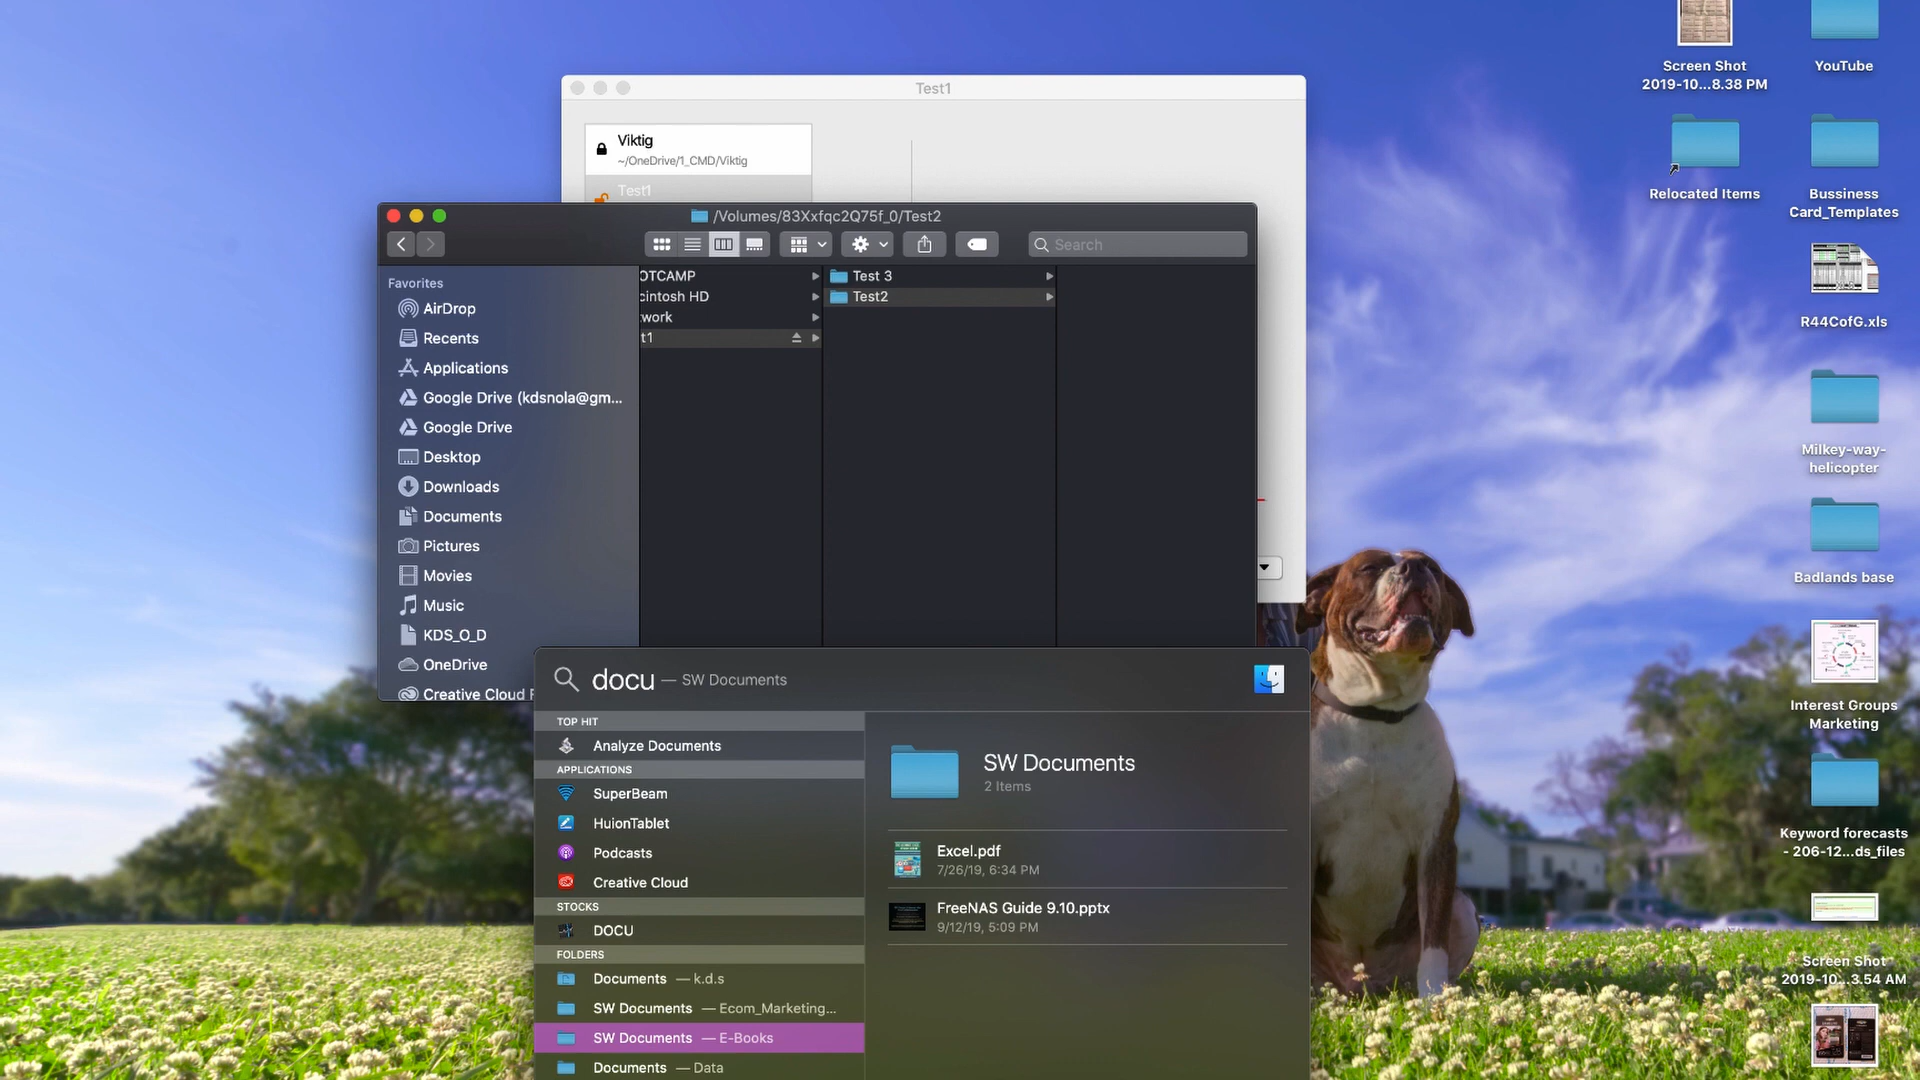 Test1
Viktig
~/OneDrive/1_CMD/Viktig
Test1
/Volumes/83Xxfqc2Q75f_0/Test2
Search
Favorites
AirDrop
Recents
Applications
Google Drive (kdsnola@gm...
Google Drive
Desktop
Downloads
Documents
Pictures
Movies
Music
KDS_O_D
OneDrive
Creative Cloud F
OTCAMP
cintosh HD
twork
t1
Test 3
Test2
docu — SW Documents
TOP HIT
Analyze Documents
APPLICATIONS
SuperBeam
HuionTablet
Podcasts
Creative Cloud
STOCKS
DOCU
FOLDERS
Documents — k.d.s
SW Documents — Ecom_Marketing...
SW Documents — E-Books
Documents — Data
SW Documents
2 Items
Excel.pdf
7/26/19, 6:34 PM
FreeNAS Guide 9.10.pptx
9/12/19, 5:09 PM
Screen Shot
2019-10...8.38 PM
YouTube
Relocated Items
Bussiness
Card_Templates
R44CofG.xls
Milkey-way-
helicopter
Badlands base
Interest Groups
Marketing
Keyword forecasts
- 206-12...ds_files
Screen Shot
2019-10...3.54 AM